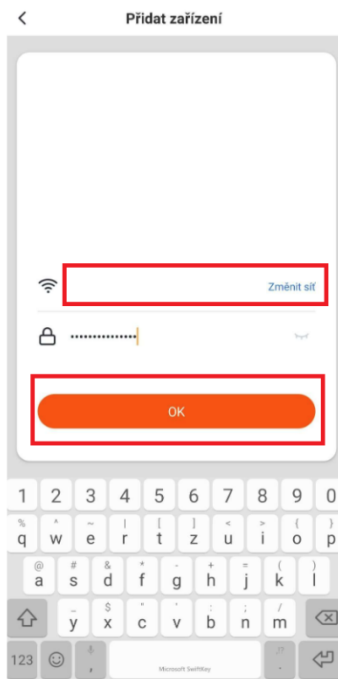 Přidat zařízení
Změnit síť
•••••••••••••••
OK
1 2 3 4 5 6 7 8 9 0
% ^ ~ | [ ] < > { }
q w e r t z u i o p
@ # & * - + = ( )
a s d f g h j k l
_ $ " ' : ; /
y x c v b n m
123 , Microsoft SwiftKey .